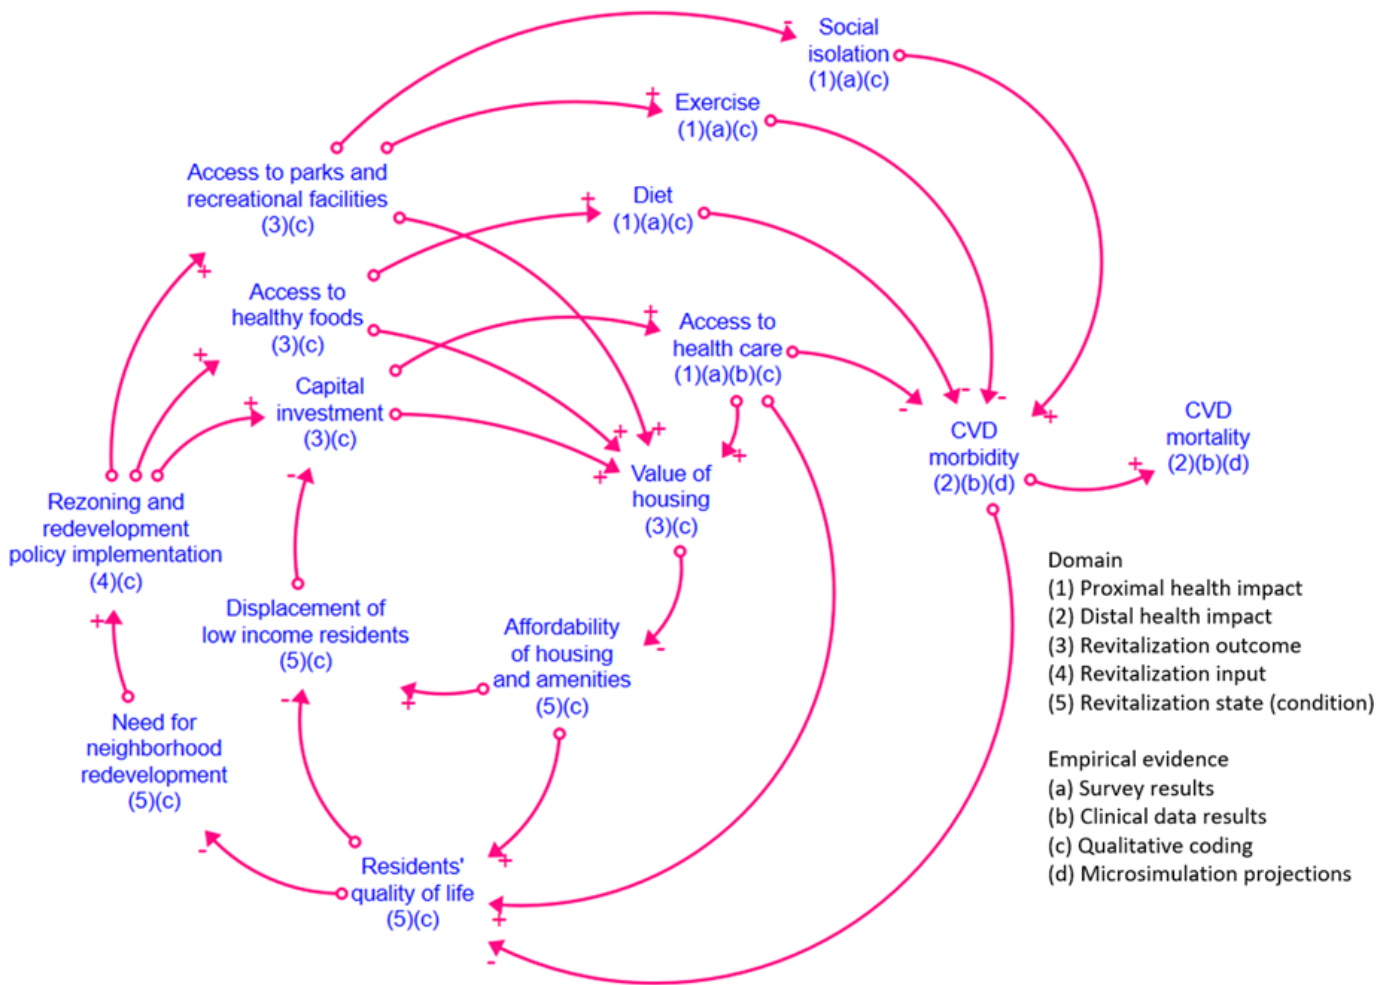 Social
isolation
(1)(a)(c)
-
Exercise
(1)(a)(c)
+
Access to parks and
recreational facilities
(3)(c)
+
Diet
(1)(a)(c)
+
Access to
healthy foods
(3)(c)
+
Access to
health care
(1)(a)(b)(c)
+
Capital
investment
(3)(c)
+
-
Value of
housing
(3)(c)
+
+
+
+
CVD
morbidity
(2)(b)(d)
-
-
-
+
CVD
mortality
(2)(b)(d)
+
Rezoning and
redevelopment
policy implementation
(4)(c)
+
Displacement of
low income residents
(5)(c)
-
+
Affordability
of housing
and amenities
(5)(c)
-
Need for
neighborhood
redevelopment
(5)(c)
-
Residents'
quality of life
(5)(c)
+
+
-
Domain
(1) Proximal health impact
(2) Distal health impact
(3) Revitalization outcome
(4) Revitalization input
(5) Revitalization state (condition)
Empirical evidence
(a) Survey results
(b) Clinical data results
(c) Qualitative coding
(d) Microsimulation projections